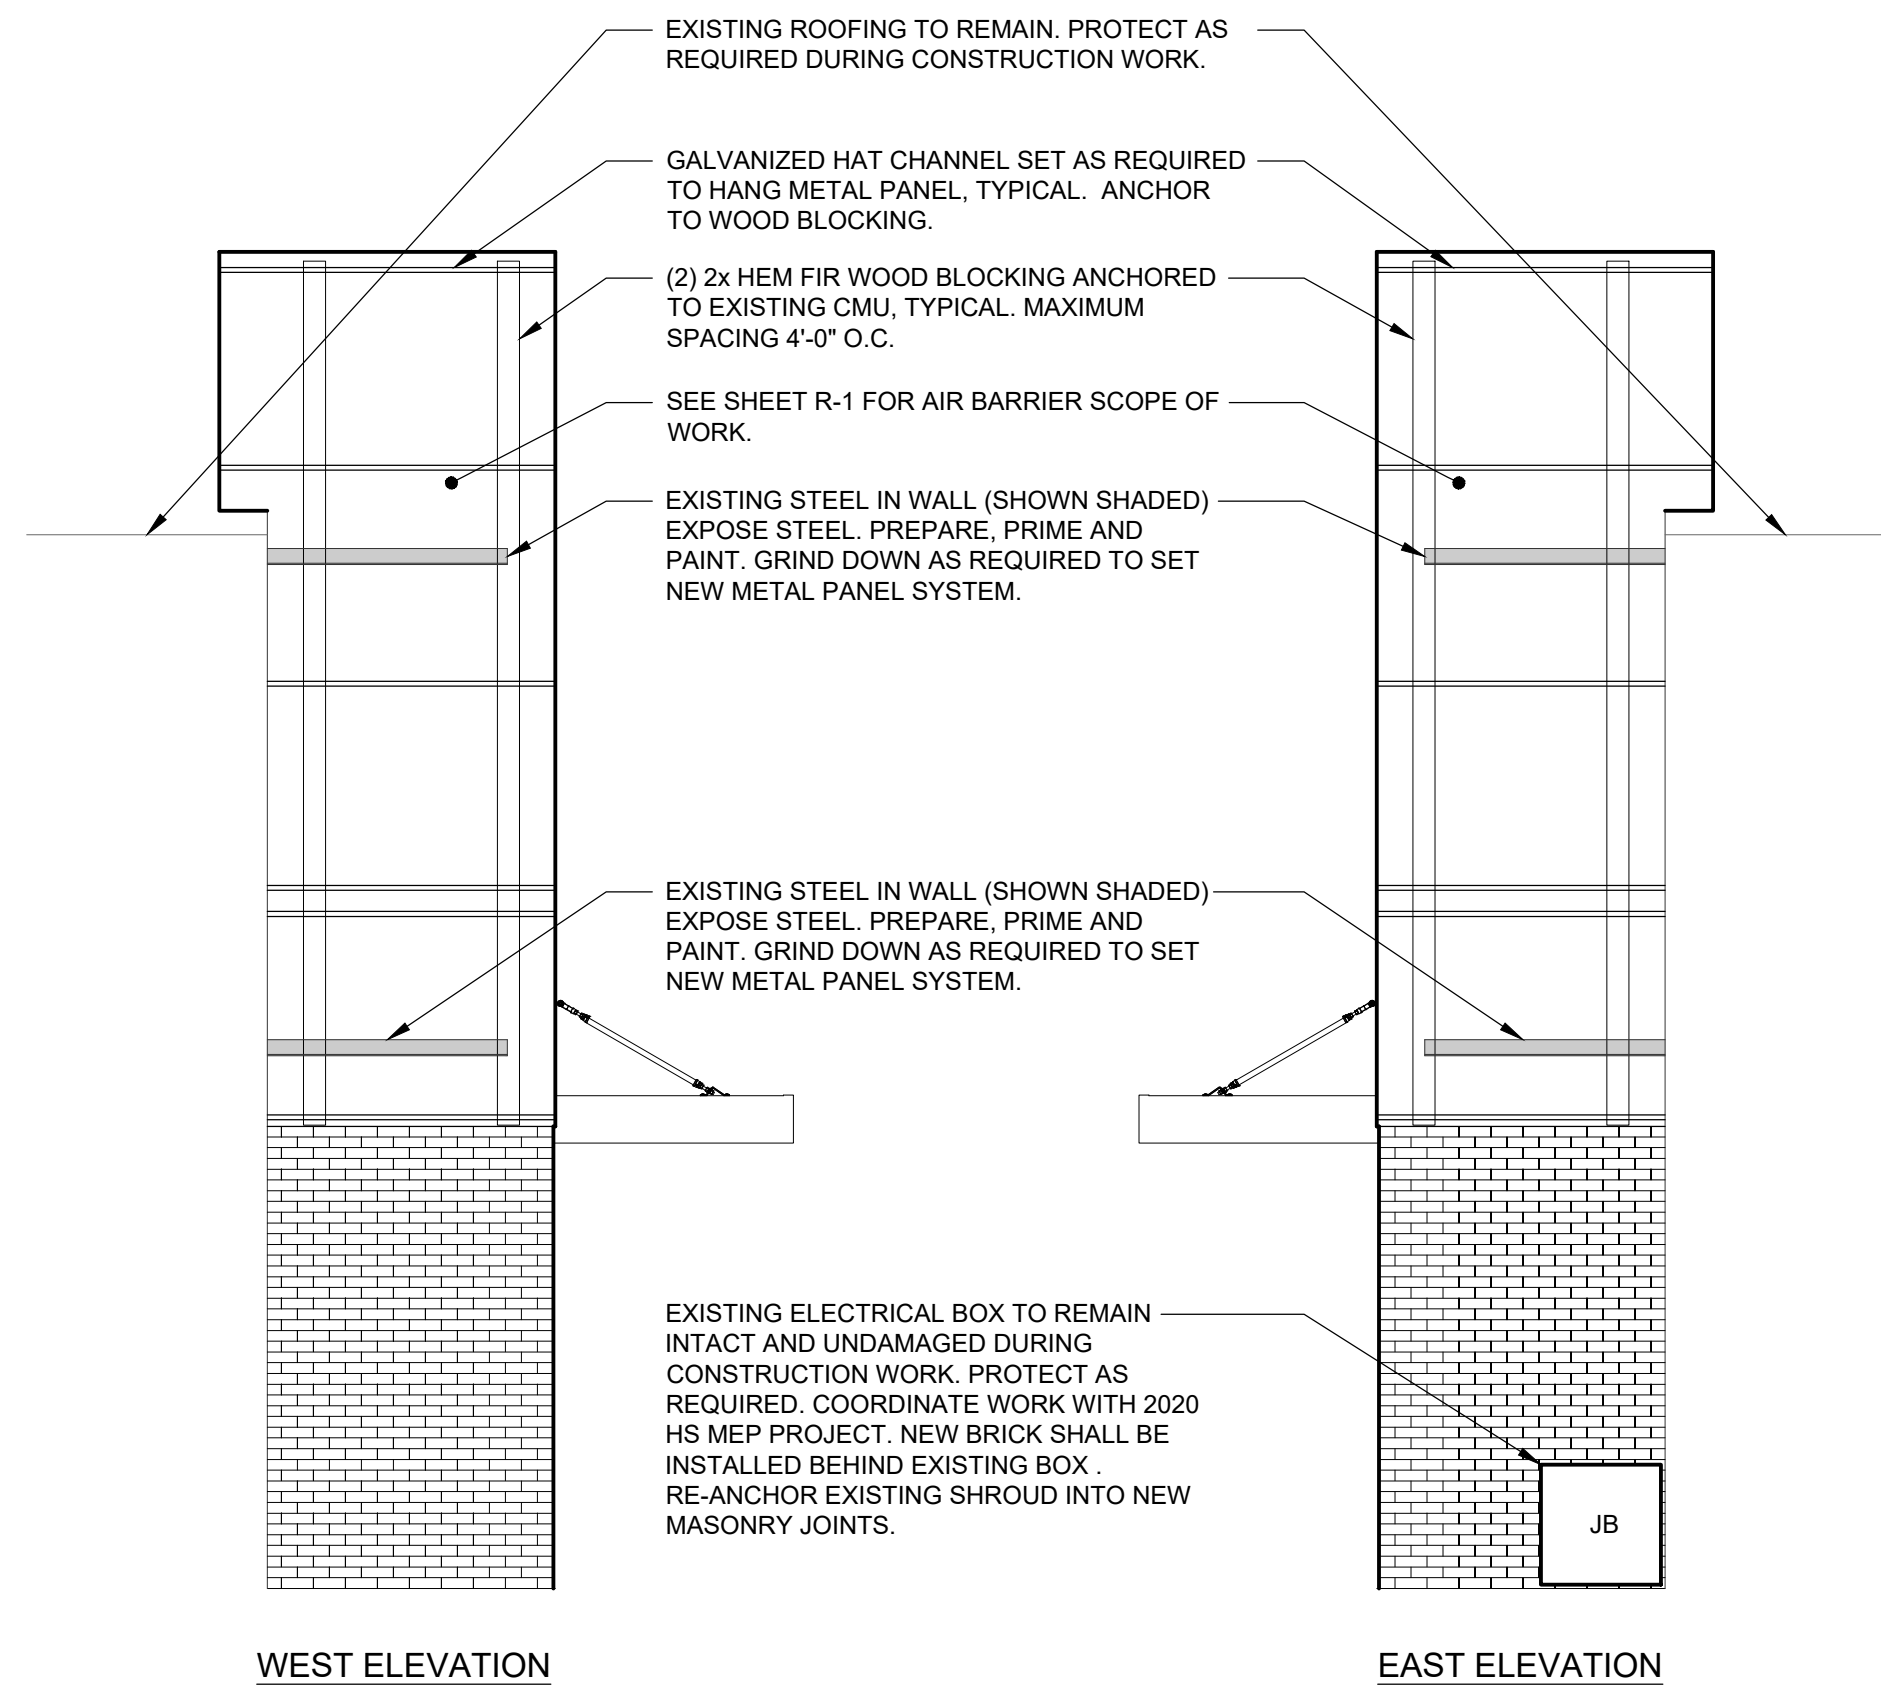 EXISTING ROOFING TO REMAIN. PROTECT AS
REQUIRED DURING CONSTRUCTION WORK.
GALVANIZED HAT CHANNEL SET AS REQUIRED
TO HANG METAL PANEL, TYPICAL. ANCHOR
TO WOOD BLOCKING.
(2) 2x HEM FIR WOOD BLOCKING ANCHORED
TO EXISTING CMU, TYPICAL. MAXIMUM
SPACING 4'-0" O.C.
SEE SHEET R-1 FOR AIR BARRIER SCOPE OF
WORK.
EXISTING STEEL IN WALL (SHOWN SHADED)
EXPOSE STEEL. PREPARE, PRIME AND
PAINT. GRIND DOWN AS REQUIRED TO SET
NEW METAL PANEL SYSTEM.
EXISTING STEEL IN WALL (SHOWN SHADED)
EXPOSE STEEL. PREPARE, PRIME AND
PAINT. GRIND DOWN AS REQUIRED TO SET
NEW METAL PANEL SYSTEM.
EXISTING ELECTRICAL BOX TO REMAIN
INTACT AND UNDAMAGED DURING
CONSTRUCTION WORK. PROTECT AS
REQUIRED. COORDINATE WORK WITH 2020
HS MEP PROJECT. NEW BRICK SHALL BE
INSTALLED BEHIND EXISTING BOX .
RE-ANCHOR EXISTING SHROUD INTO NEW
MASONRY JOINTS.
JB
WEST ELEVATION
EAST ELEVATION